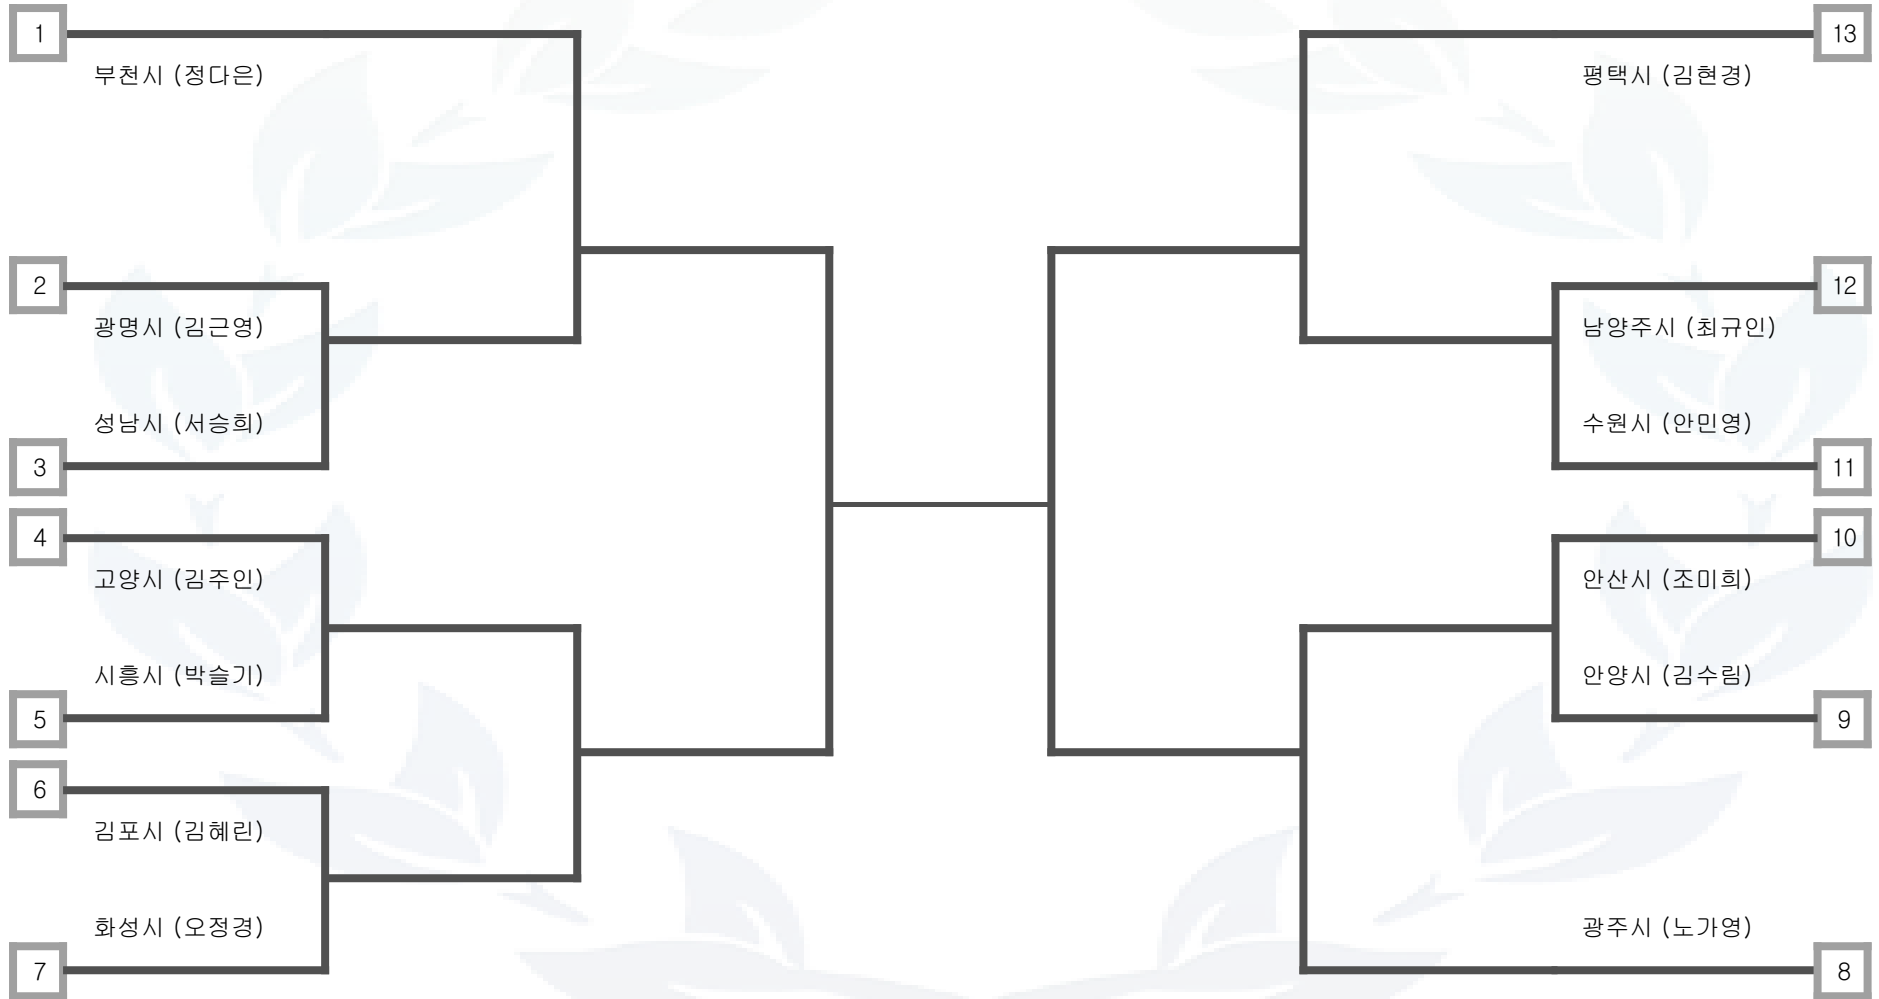 1
부천시 (정다은)
2
광명시 (김근영)
성남시 (서승희)
3
4
고양시 (김주인)
시흥시 (박슬기)
5
6
김포시 (김혜린)
화성시 (오정경)
7
13
평택시 (김현경)
12
남양주시 (최규인)
수원시 (안민영)
11
10
안산시 (조미희)
안양시 (김수림)
9
광주시 (노가영)
8